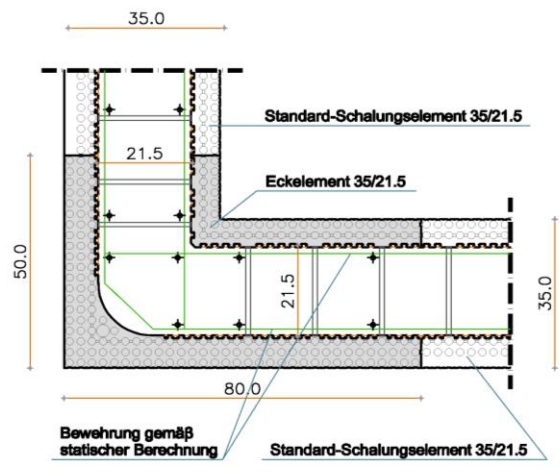 35.0
Standard-Schalungselement 35/21.5
21.5
Eckelement 35/21.5
50.0
21.5
35.0
80.0
Bewehrung gemäß
statischer Berechnung
Standard-Schalungselement 35/21.5